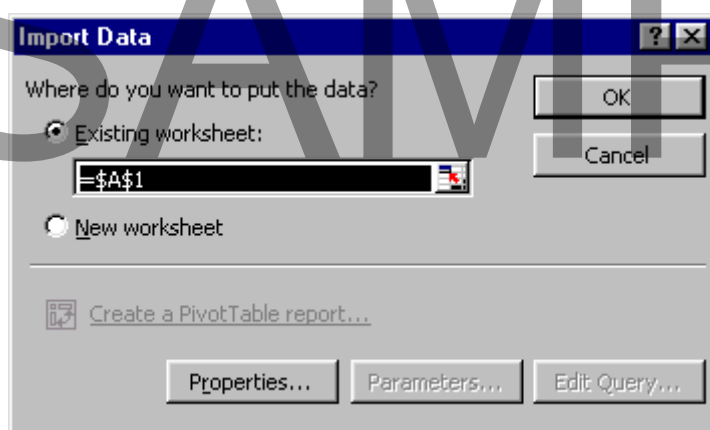 Import Data
Where do you want to put the data?
OK
Existing worksheet:
Cancel
=$A$1
New worksheet
Create a PivotTable report...
Properties... Parameters... Edit Query...